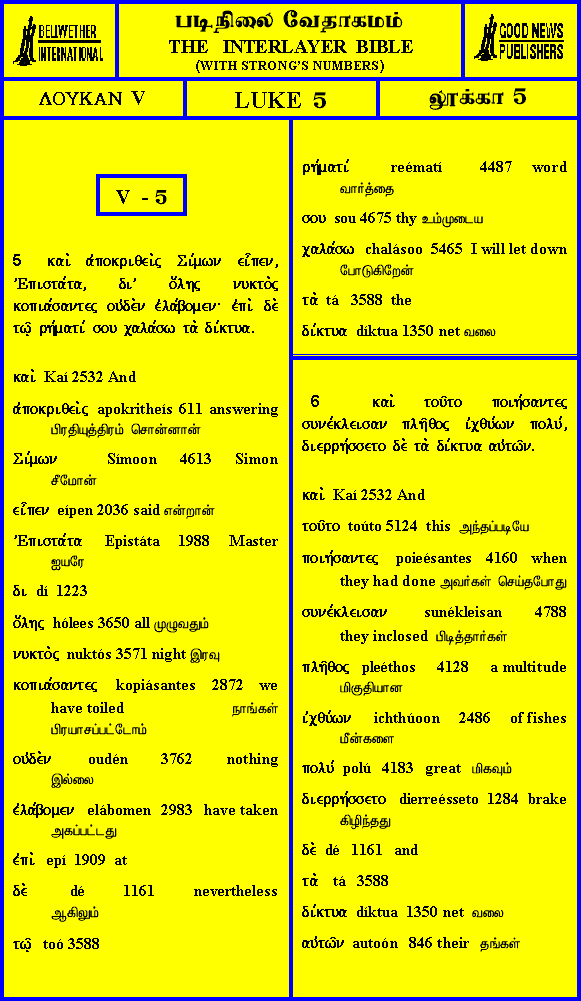 BELLWETHER
INTERNATIONAL
படிநிலை வேதாகமம்
THE INTERLAYER BIBLE
(WITH STRONG'S NUMBERS)
GOOD NEWS
PUBLISHERS
ΛΟΥΚΑΝ V
LUKE 5
லூக்கா 5
V - 5
5 καὶ ἀποκριθεὶς Σίμων εἶπεν,
Ἐπιστάτα, δι' ὅλης νυκτὸς
κοπιάσαντες οὐδὲν ἐλάβομεν· ἐπὶ δὲ
τῷ ρήματί σου χαλάσω τὰ δίκτυα.
καὶ Kaí 2532 And
ἀποκριθεὶς apokritheís 611 answering
பிரதியுத்திரம் சொன்னான்
Σίμων Símoon 4613 Simon
சீமோன்
εἶπεν eípen 2036 said என்றான்
Ἐπιστάτα Epistáta 1988 Master
ஐயரே
δι dí 1223
ὅλης hólees 3650 all முழுவதும்
νυκτὸς nuktós 3571 night இரவு
κοπιάσαντες kopiásantes 2872 we
have toiled நாங்கள்
பிரயாசப்பட்டோம்
οὐδὲν oudén 3762 nothing
இல்லை
ἐλάβομεν elábomen 2983 have taken
அகப்பட்டது
ἐπὶ epí 1909 at
δὲ dé 1161 nevertheless
ஆகிலும்
τῷ toó 3588
ρήματί reématí 4487 word
வார்த்தை
σου sou 4675 thy உம்முடைய
χαλάσω chalásoo 5465 I will let down
போடுகிறேன்
τὰ tá 3588 the
δίκτυα díktua 1350 net வலை
6 καὶ τοῦτο ποιήσαντες
συνέκλεισαν πλῆθος ἰχθύων πολύ,
διερρήσσετο δὲ τὰ δίκτυα αὐτῶν.
καὶ Kaí 2532 And
τοῦτο toúto 5124 this அந்தப்படியே
ποιήσαντες poieésantes 4160 when
they had done அவர்கள் செய்தபோது
συνέκλεισαν sunékleisan 4788
they inclosed பிடித்தார்கள்
πλῆθος pleéthos 4128 a multitude
மிகுதியான
ἰχθύων ichthúoon 2486 of fishes
மீன்களை
πολύ polú 4183 great மிகவும்
διερρήσσετο dierreésseto 1284 brake
கிழிந்தது
δὲ dé 1161 and
τὰ tá 3588
δίκτυα díktua 1350 net வலை
αὐτῶν autoón 846 their தங்கள்